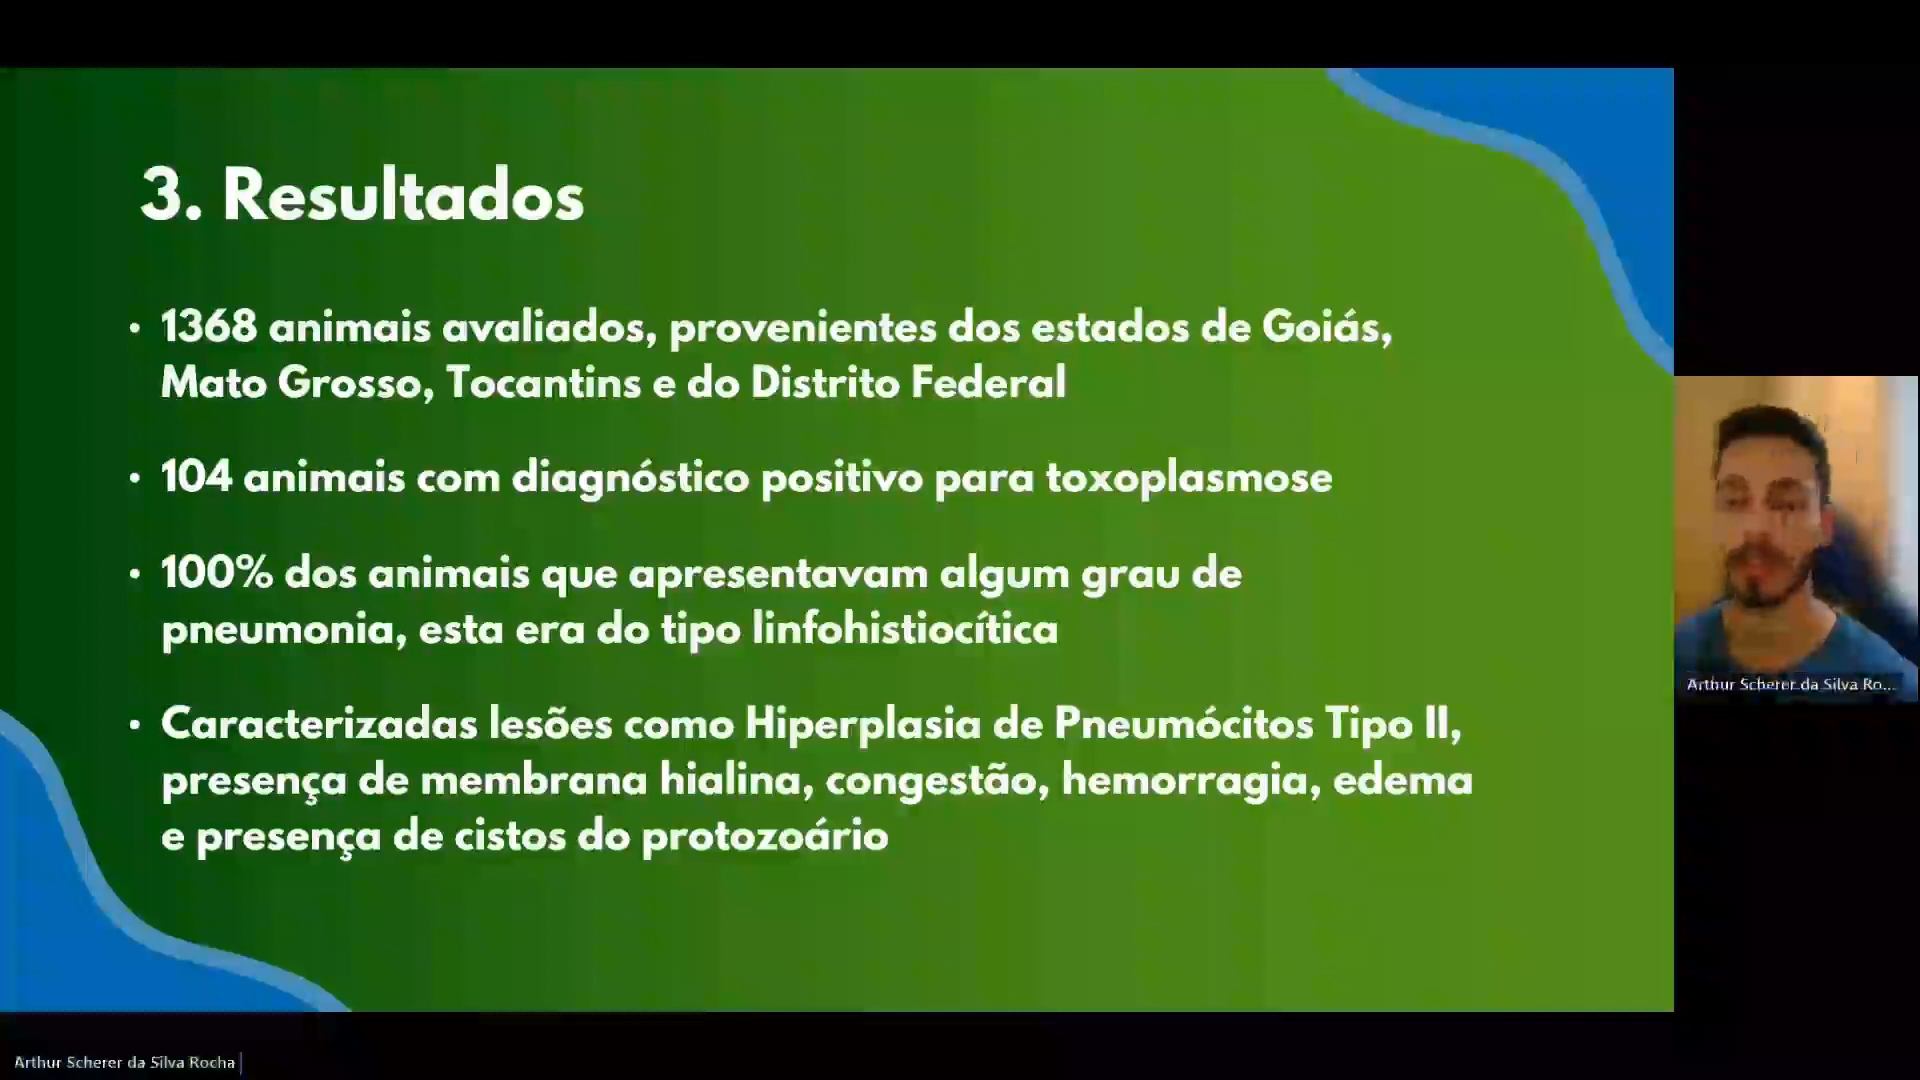 3. Resultados
• 1368 animais avaliados, provenientes dos estados de Goiás,
Mato Grosso, Tocantins e do Distrito Federal
• 104 animais com diagnóstico positivo para toxoplasmose
• 100% dos animais que apresentavam algum grau de
pneumonia, esta era do tipo linfohistiocítica
• Caracterizadas lesões como Hiperplasia de Pneumócitos Tipo II,
presença de membrana hialina, congestão, hemorragia, edema
e presença de cistos do protozoário
Arthur Scherer da Silva Ro...
Arthur Scherer da Silva Rocha